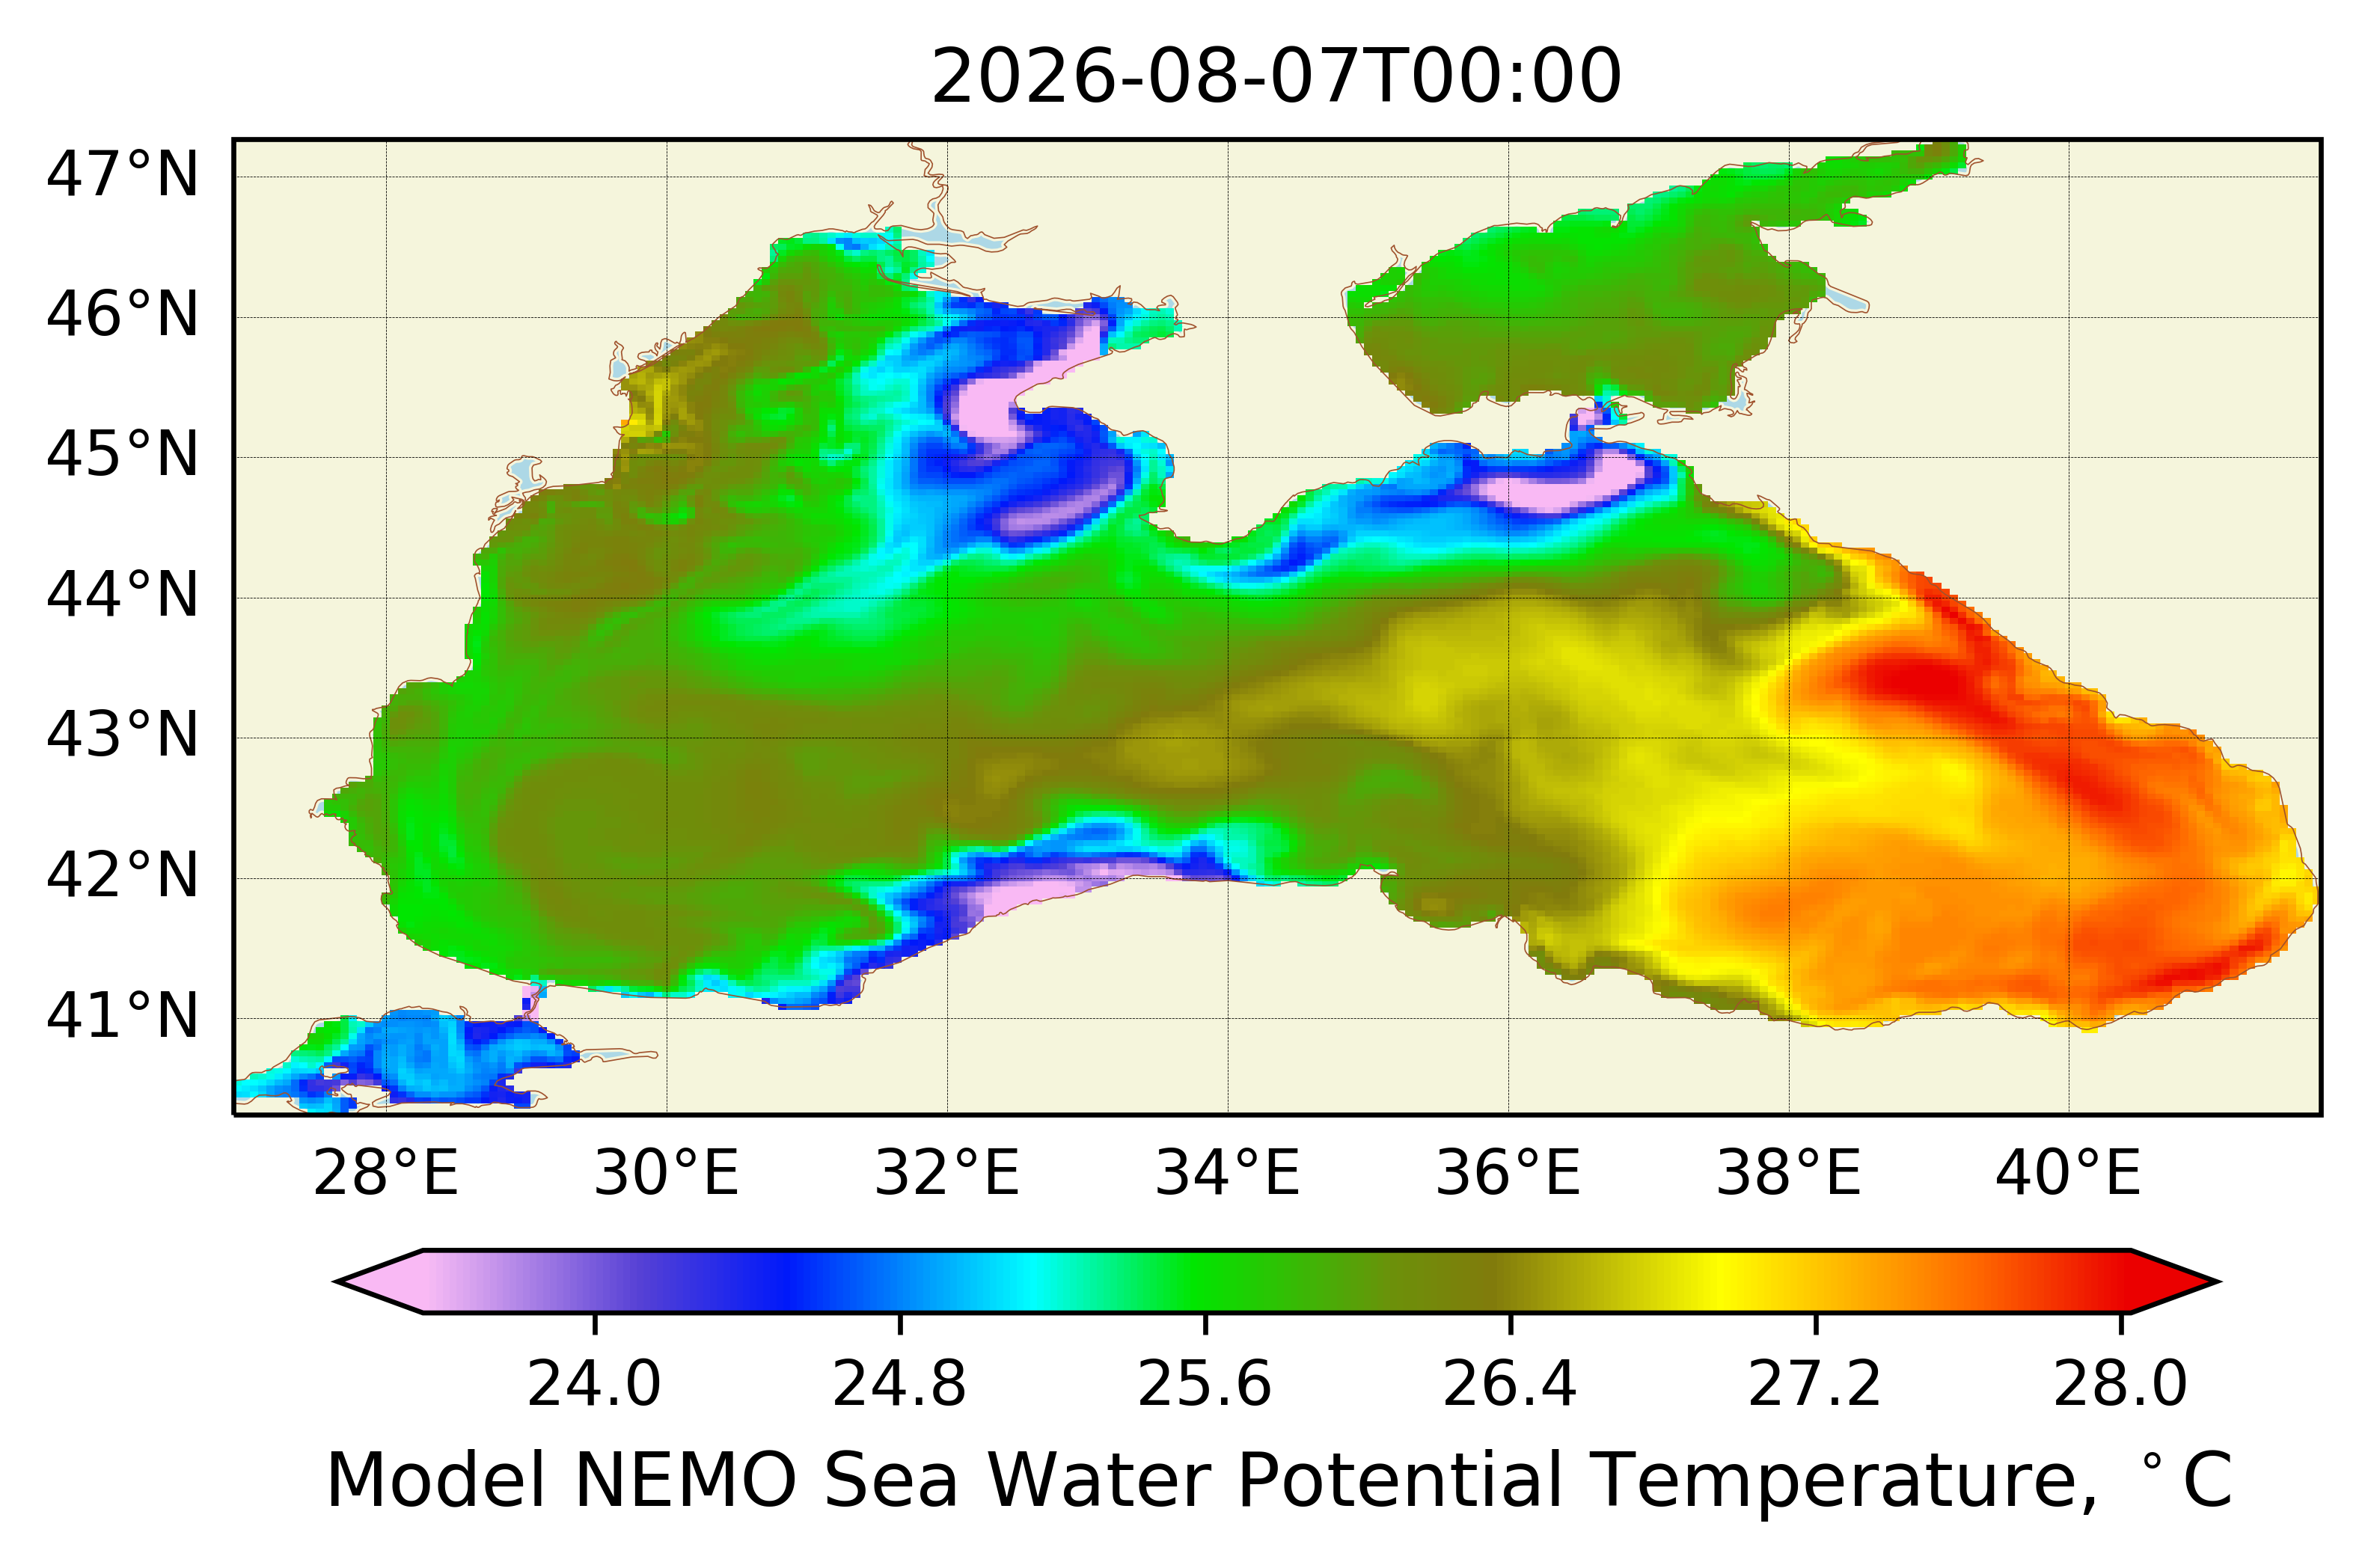 2026-08-07T00:00
47°N
46°N
45°N
44°N
43°N
42°N
41°N
28°E 30°E 32°E 34°E 36°E 38°E 40°E
24.0 24.8 25.6 26.4 27.2 28.0
Model NEMO Sea Water Potential Temperature, °C